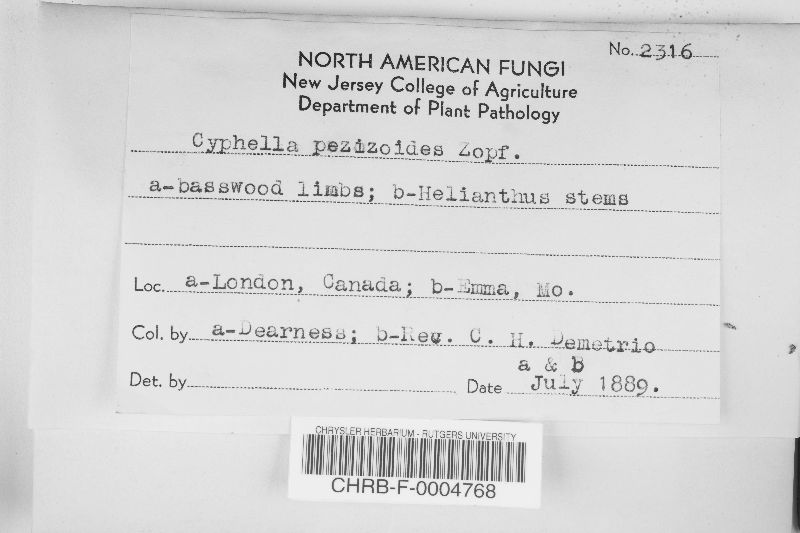 No. 2316
NORTH AMERICAN FUNGI
New Jersey College of Agriculture
Department of Plant Pathology
Cyphella pezizoides Zopf.
a-basswood limbs; b-Helianthus stems
Loc. a-London, Canada; b-Emma, Mo.
Col. by a-Dearness; b-Rev. C. H. Demetrio
a & B
Det. by Date July 1889.
CHRYSLER HERBARIUM - RUTGERS UNIVERSITY
CHRB-F-0004768